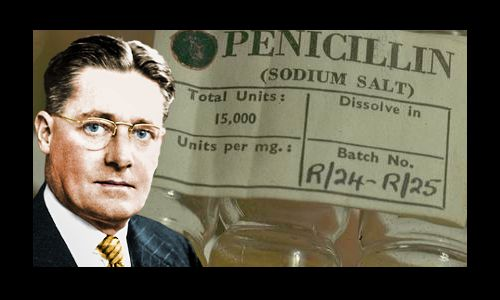 PENICILLIN
(SODIUM SALT)
Total Units:
15,000
Dissolve in
Units per mg.:
Batch No.
R/24-R/25